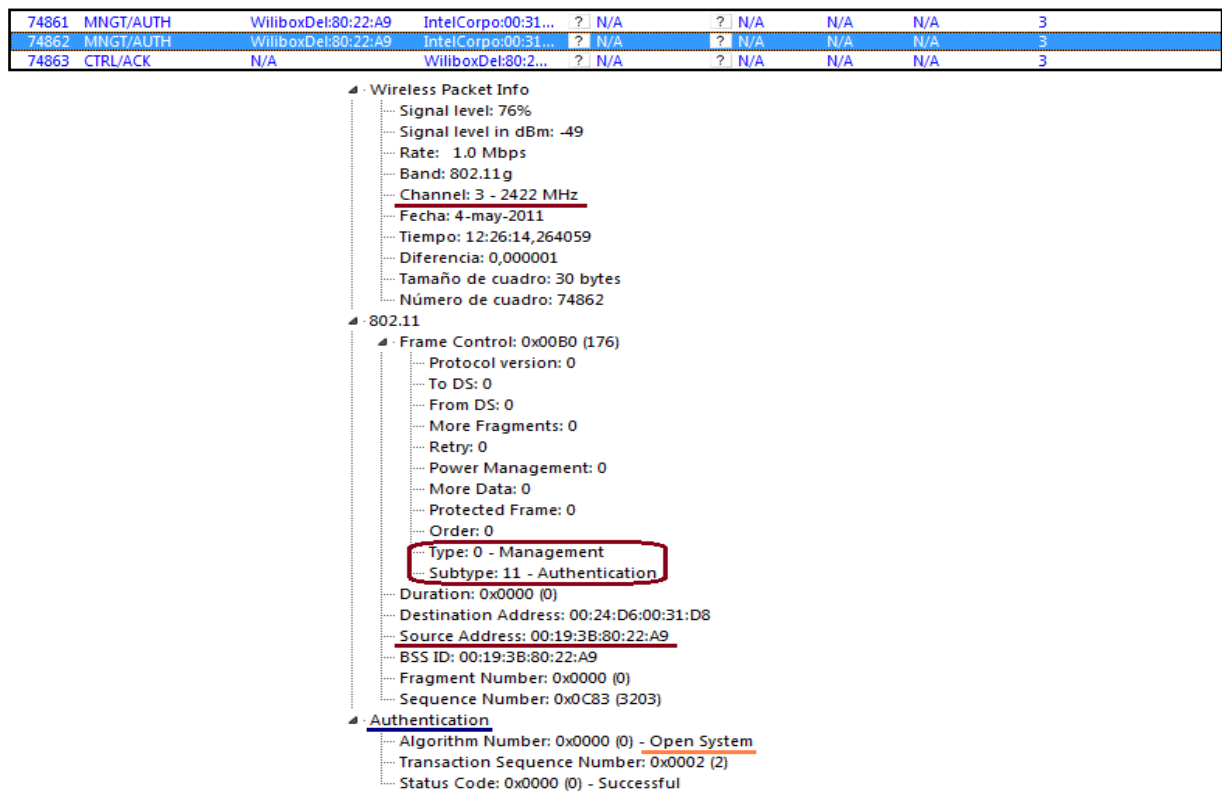 74861 MNGT/AUTH WiliboxDel:80:22:A9 IntelCorpo:00:31... ? N/A ? N/A N/A N/A 3
74862 MNGT/AUTH WiliboxDel:80:22:A9 IntelCorpo:00:31... ? N/A ? N/A N/A N/A 3
74863 CTRL/ACK N/A WiliboxDel:80:2... ? N/A ? N/A N/A N/A 3
Wireless Packet Info
Signal level: 76%
Signal level in dBm: -49
Rate: 1.0 Mbps
Band: 802.11g
Channel: 3 - 2422 MHz
Fecha: 4-may-2011
Tiempo: 12:26:14,264059
Diferencia: 0,000001
Tamaño de cuadro: 30 bytes
Número de cuadro: 74862
802.11
Frame Control: 0x00B0 (176)
Protocol version: 0
To DS: 0
From DS: 0
More Fragments: 0
Retry: 0
Power Management: 0
More Data: 0
Protected Frame: 0
Order: 0
Type: 0 - Management
Subtype: 11 - Authentication
Duration: 0x0000 (0)
Destination Address: 00:24:D6:00:31:D8
Source Address: 00:19:3B:80:22:A9
BSS ID: 00:19:3B:80:22:A9
Fragment Number: 0x0000 (0)
Sequence Number: 0x0C83 (3203)
Authentication
Algorithm Number: 0x0000 (0) - Open System
Transaction Sequence Number: 0x0002 (2)
Status Code: 0x0000 (0) - Successful